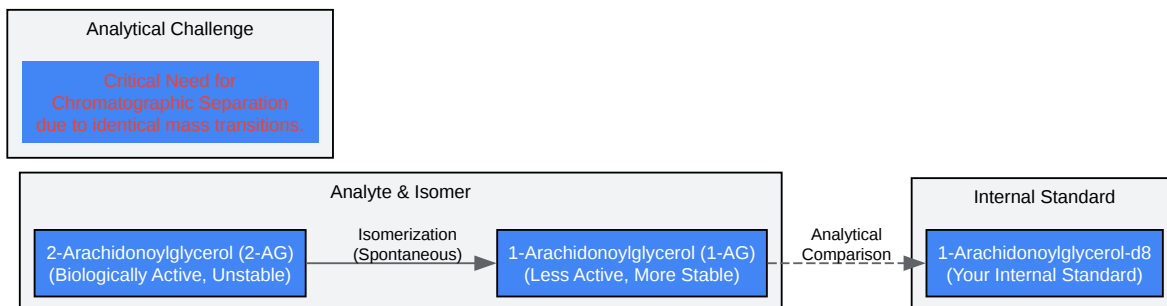 Analytical Challenge
Critical Need for
Chromatographic Separation
due to identical mass transitions.
Analyte & Isomer
2-Arachidonoylglycerol (2-AG)
(Biologically Active, Unstable)
Isomerization
(Spontaneous)
1-Arachidonoylglycerol (1-AG)
(Less Active, More Stable)
Analytical
Comparison
Internal Standard
1-Arachidonoylglycerol-d8
(Your Internal Standard)